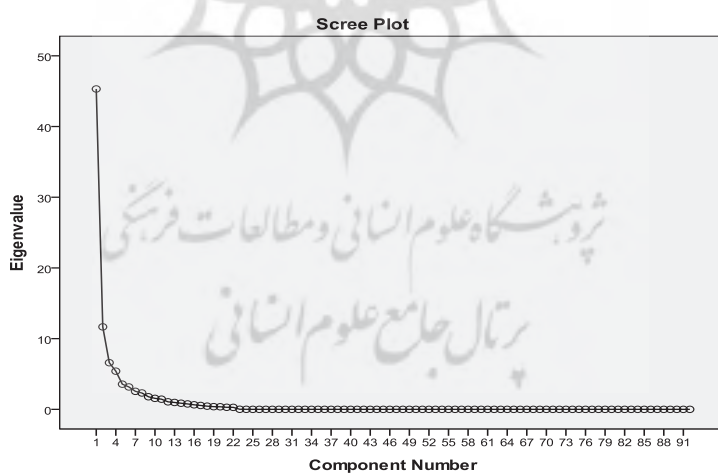 Scree Plot
50
40
30
20
10
0
Eigenvalue
پژوهشگاه علوم انسانی و مطالعات فرهنگی
پرتال جامع علوم انسانی
1 4 7 10 13 16 19 22 25 28 31 34 37 40 43 46 49 52 55 58 61 64 67 70 73 76 79 82 85 88 91
Component Number